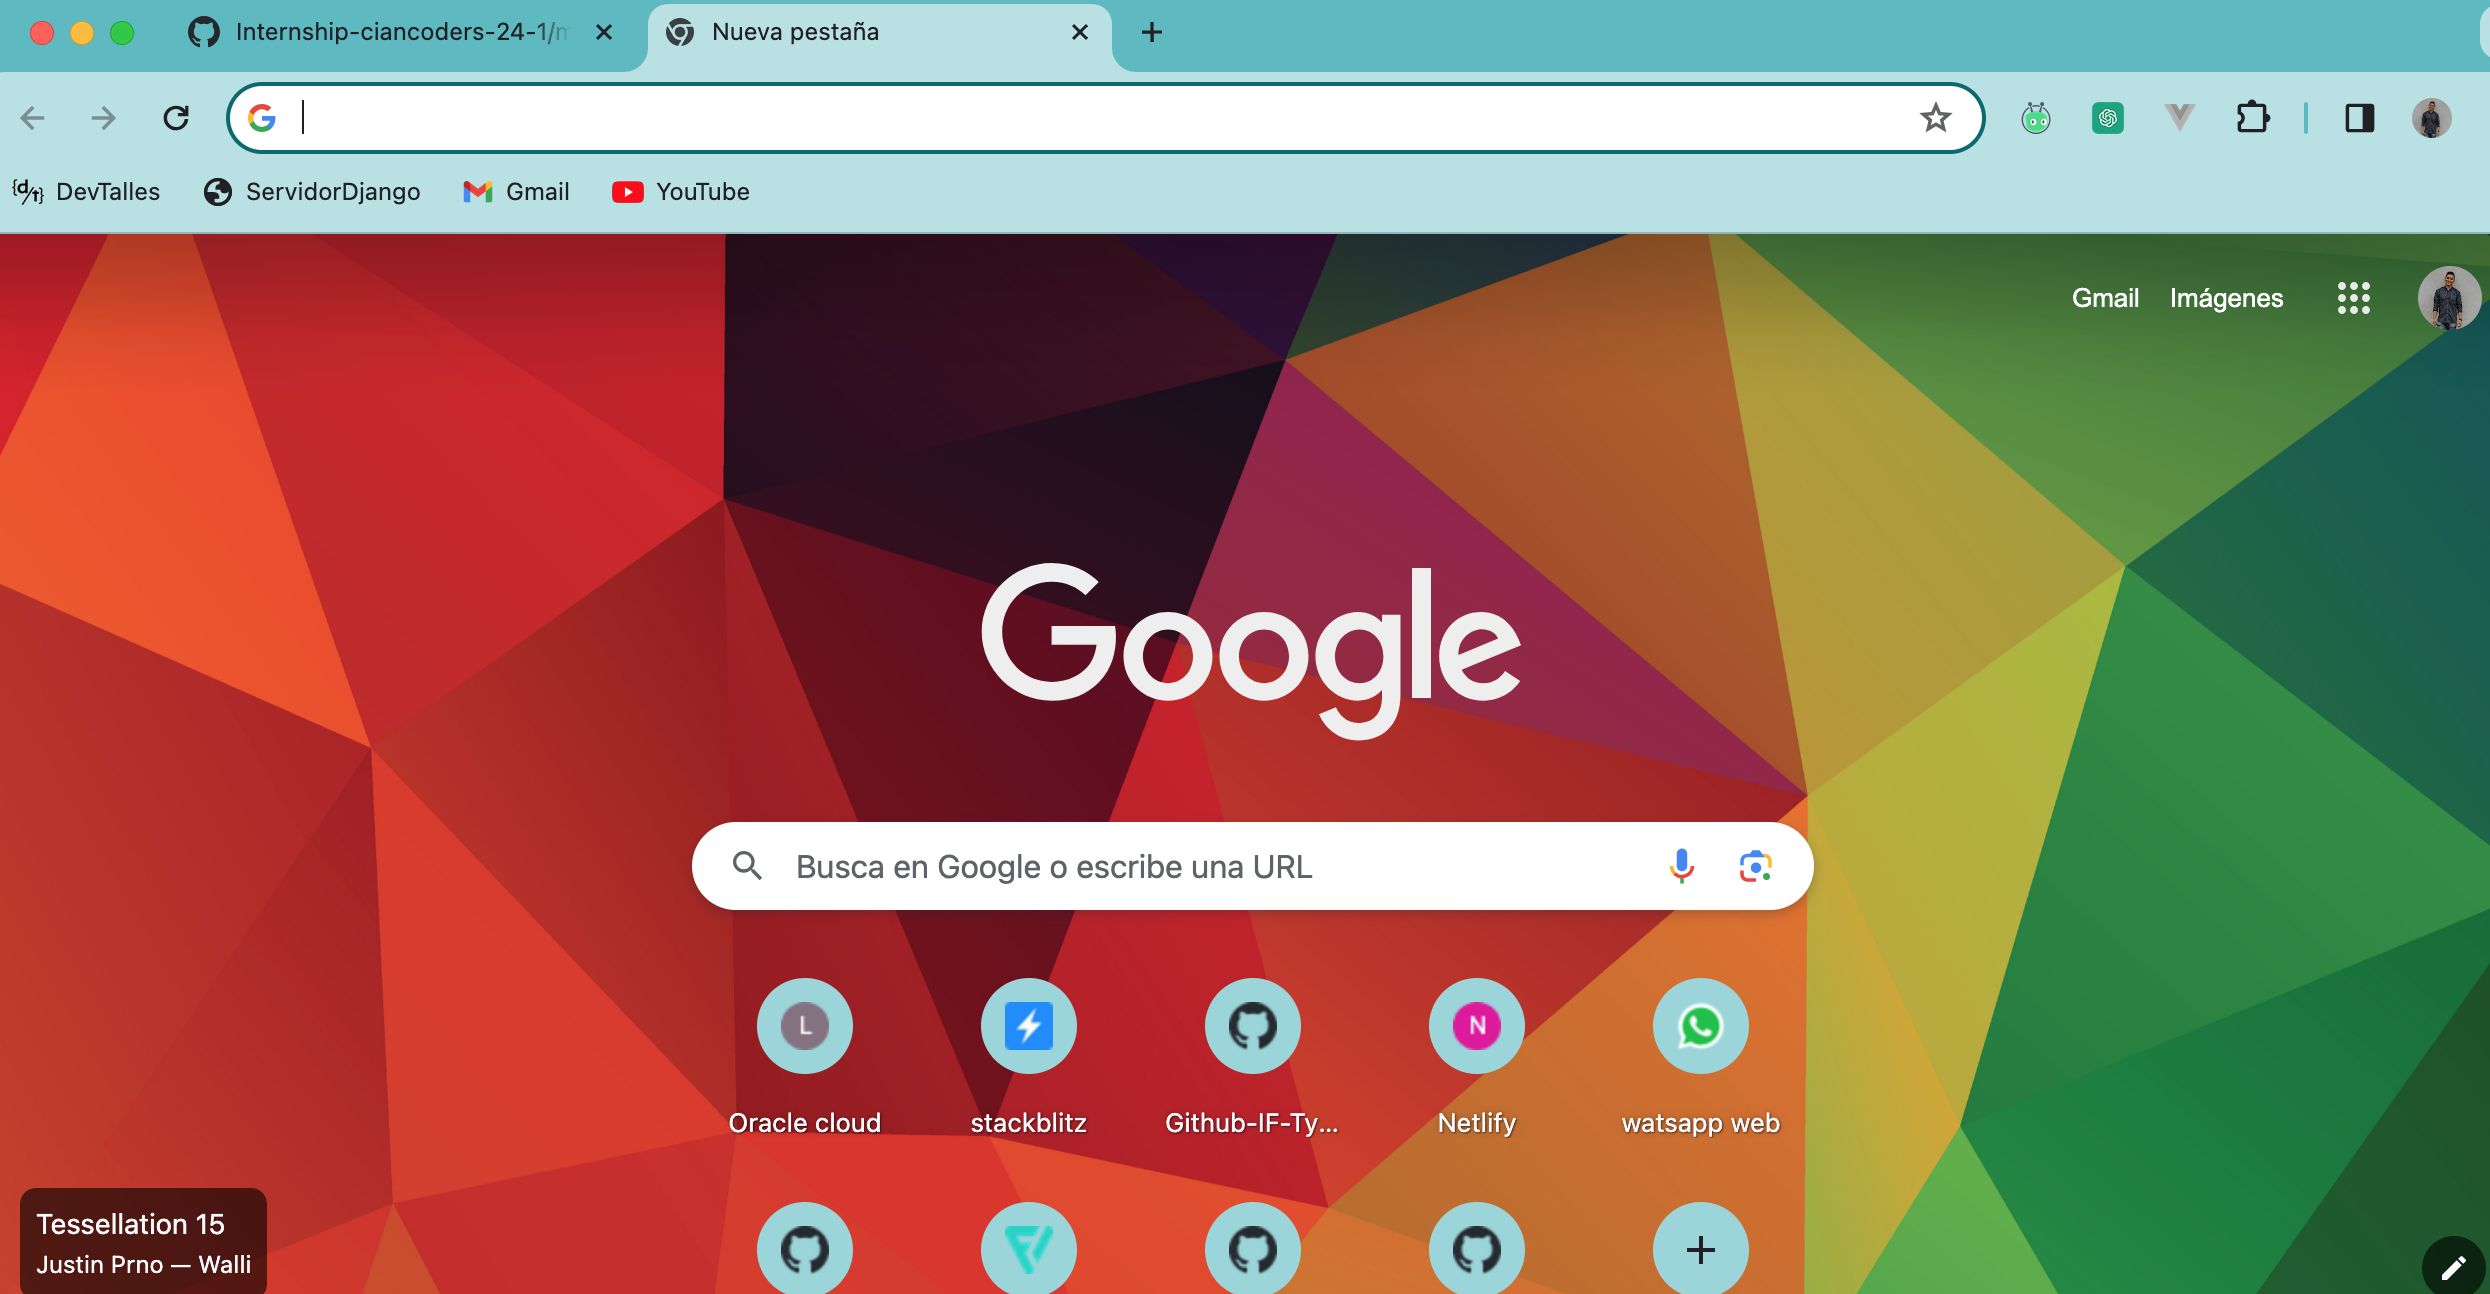 Internship-ciancoders-24-1/m
Nueva pestaña
DevTalles
ServidorDjango
Gmail
YouTube
Gmail
Imágenes
Google
Busca en Google o escribe una URL
L
N
Oracle cloud
stackblitz
Github-IF-Ty...
Netlify
watsapp web
Tessellation 15
Justin Prno — Walli